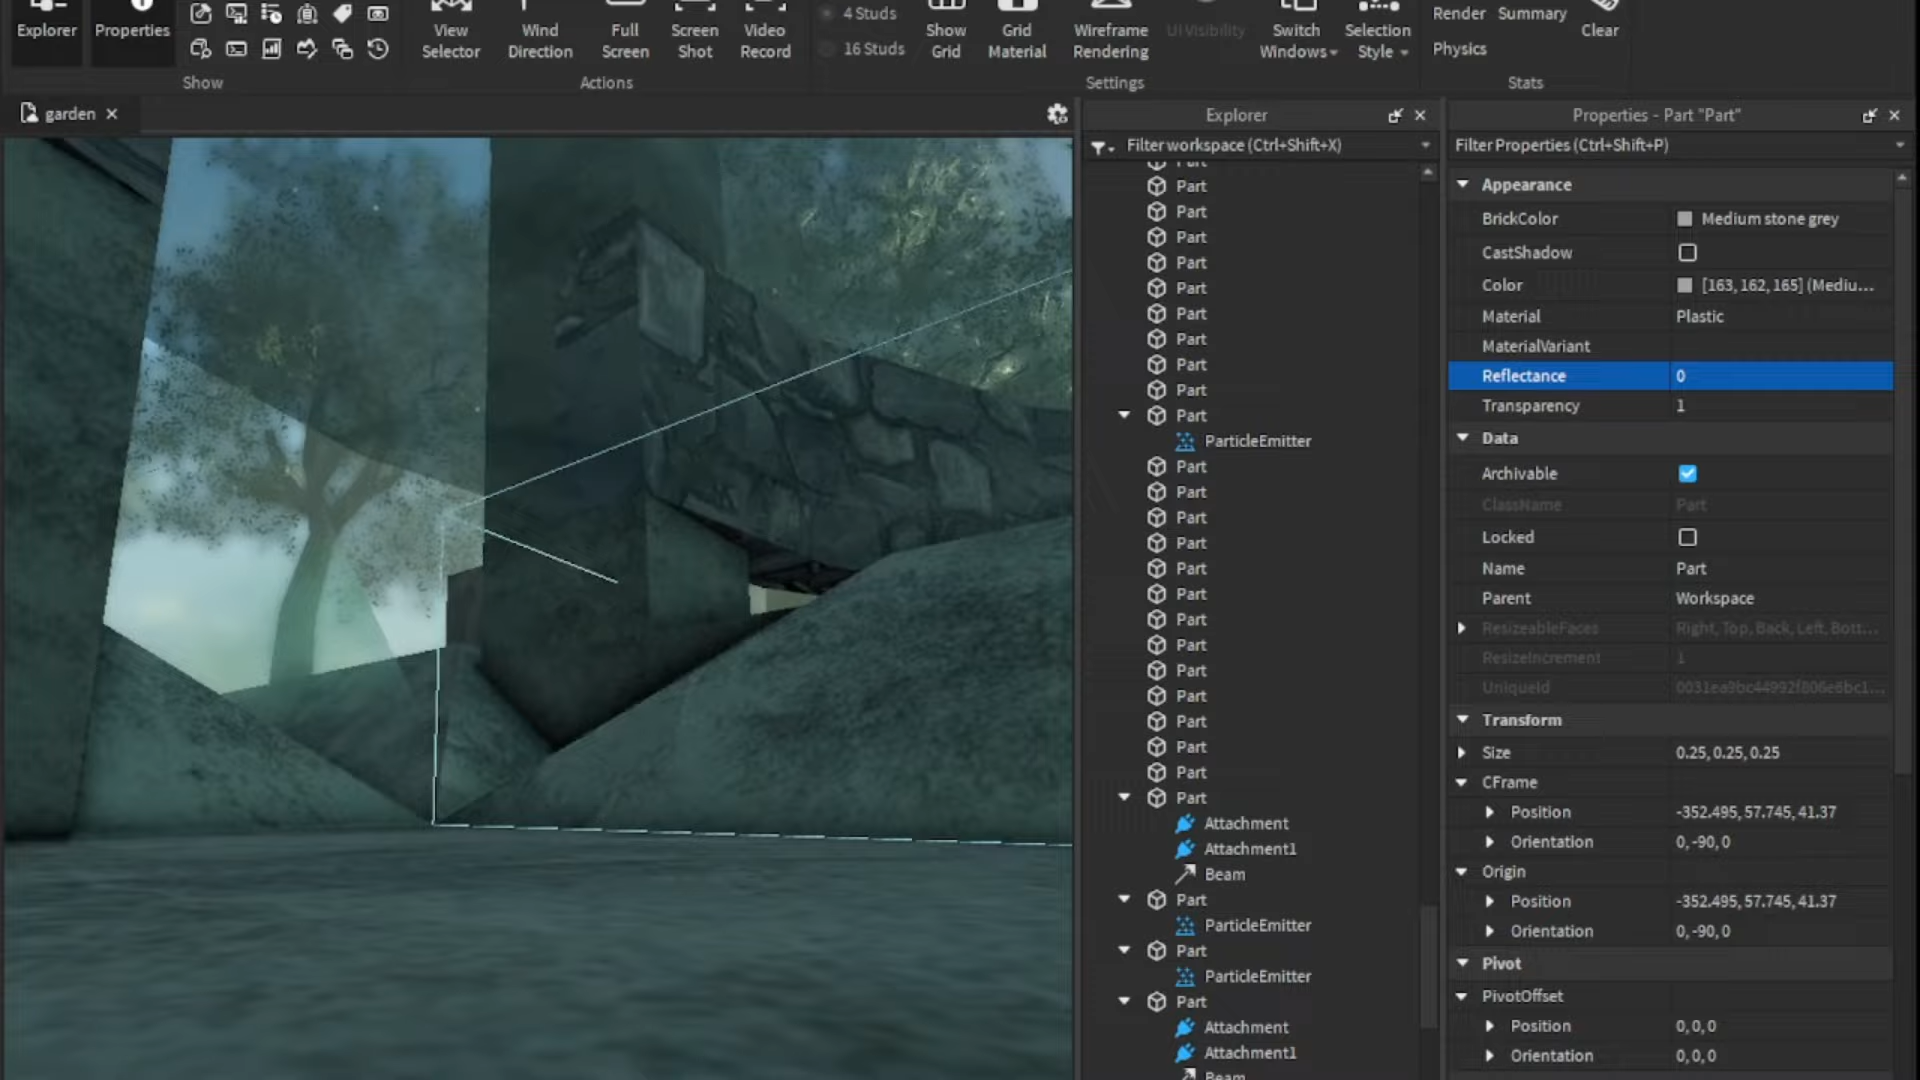 Explorer
Properties
Show
View
Selector
Wind
Direction
Full
Screen
Screen
Shot
Video
Record
Actions
4 Studs
16 Studs
Show
Grid
Grid
Material
Wireframe
Rendering
UI Visibility
Switch
Windows
Selection
Style
Settings
Render
Summary
Physics
Clear
Stats
garden
Explorer
Filter workspace (Ctrl+Shift+X)
Part
Part
Part
Part
Part
Part
Part
Part
Part
Part
Part
ParticleEmitter
Part
Part
Part
Part
Part
Part
Part
Part
Part
Part
Part
Part
Part
Part
Attachment
Attachment1
Beam
Part
ParticleEmitter
Part
ParticleEmitter
Part
Attachment
Attachment1
Beam
Properties - Part "Part"
Filter Properties (Ctrl+Shift+P)
Appearance
BrickColor Medium stone grey
CastShadow
Color [163, 162, 165] (Mediu...
Material Plastic
MaterialVariant
Reflectance 0
Transparency 1
Data
Archivable
ClassName Part
Locked
Name Part
Parent Workspace
ResizeableFaces Right, Top, Back, Left, Bott...
ResizeIncrement 1
UniqueId
Transform
Size 0.25, 0.25, 0.25
CFrame
Position -352.495, 57.745, 41.37
Orientation 0, -90, 0
Origin
Position -352.495, 57.745, 41.37
Orientation 0, -90, 0
Pivot
PivotOffset
Position 0, 0, 0
Orientation 0, 0, 0